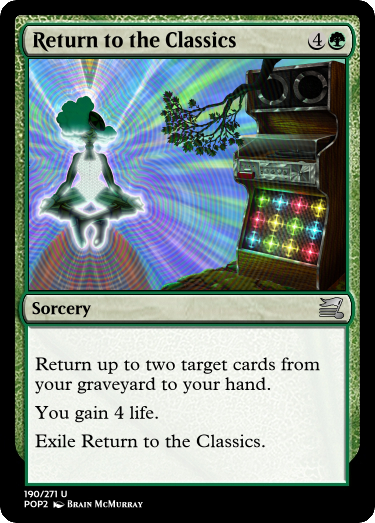 Return to the Classics 4
Sorcery
Return up to two target cards from
your graveyard to your hand.
You gain 4 life.
Exile Return to the Classics.
190/271 U
POP2 Brain McMurray